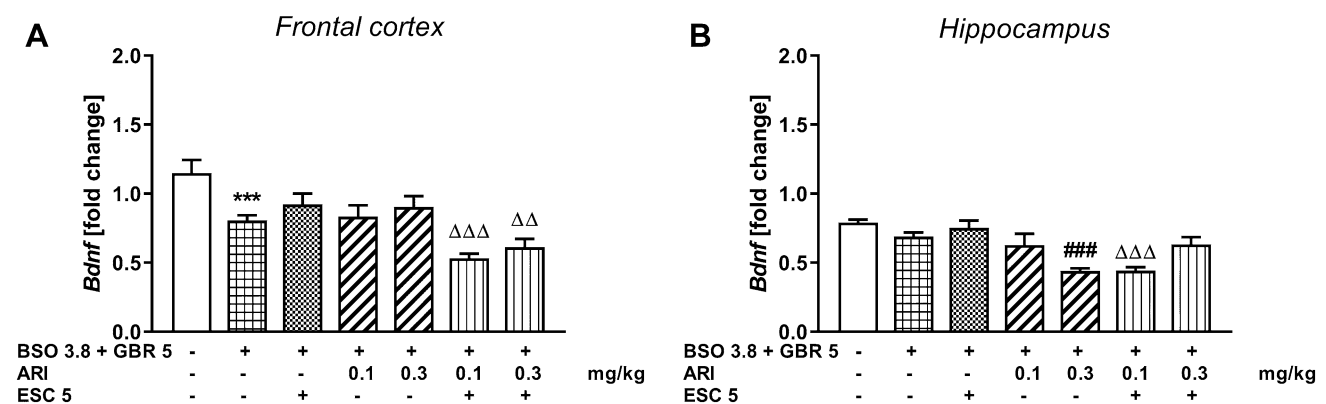 A
Frontal cortex
Bdnf [fold change]
2.0
1.5
1.0
0.5
0.0
***
ΔΔΔ
ΔΔ
BSO 3.8 + GBR 5 - + + + + + +
ARI - - - 0.1 0.3 0.1 0.3 mg/kg
ESC 5 - - + - - + +
B
Hippocampus
Bdnf [fold change]
2.0
1.5
1.0
0.5
0.0
###
ΔΔΔ
BSO 3.8 + GBR 5 - + + + + + +
ARI - - - 0.1 0.3 0.1 0.3 mg/kg
ESC 5 - - + - - + +